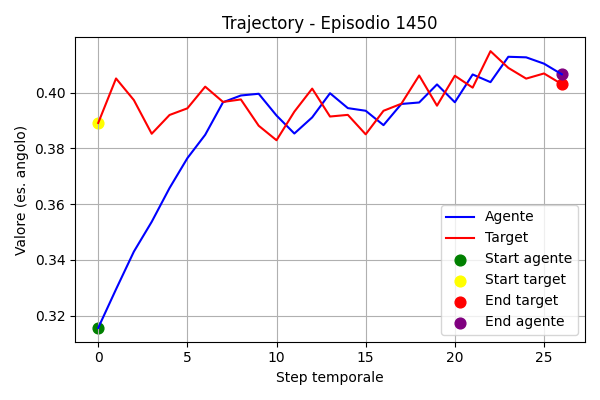 Trajectory - Episodio 1450
Valore (es. angolo)
0.40
0.38
0.36
0.34
0.32
0
5
10
15
20
25
Step temporale
Agente
Target
Start agente
Start target
End target
End agente